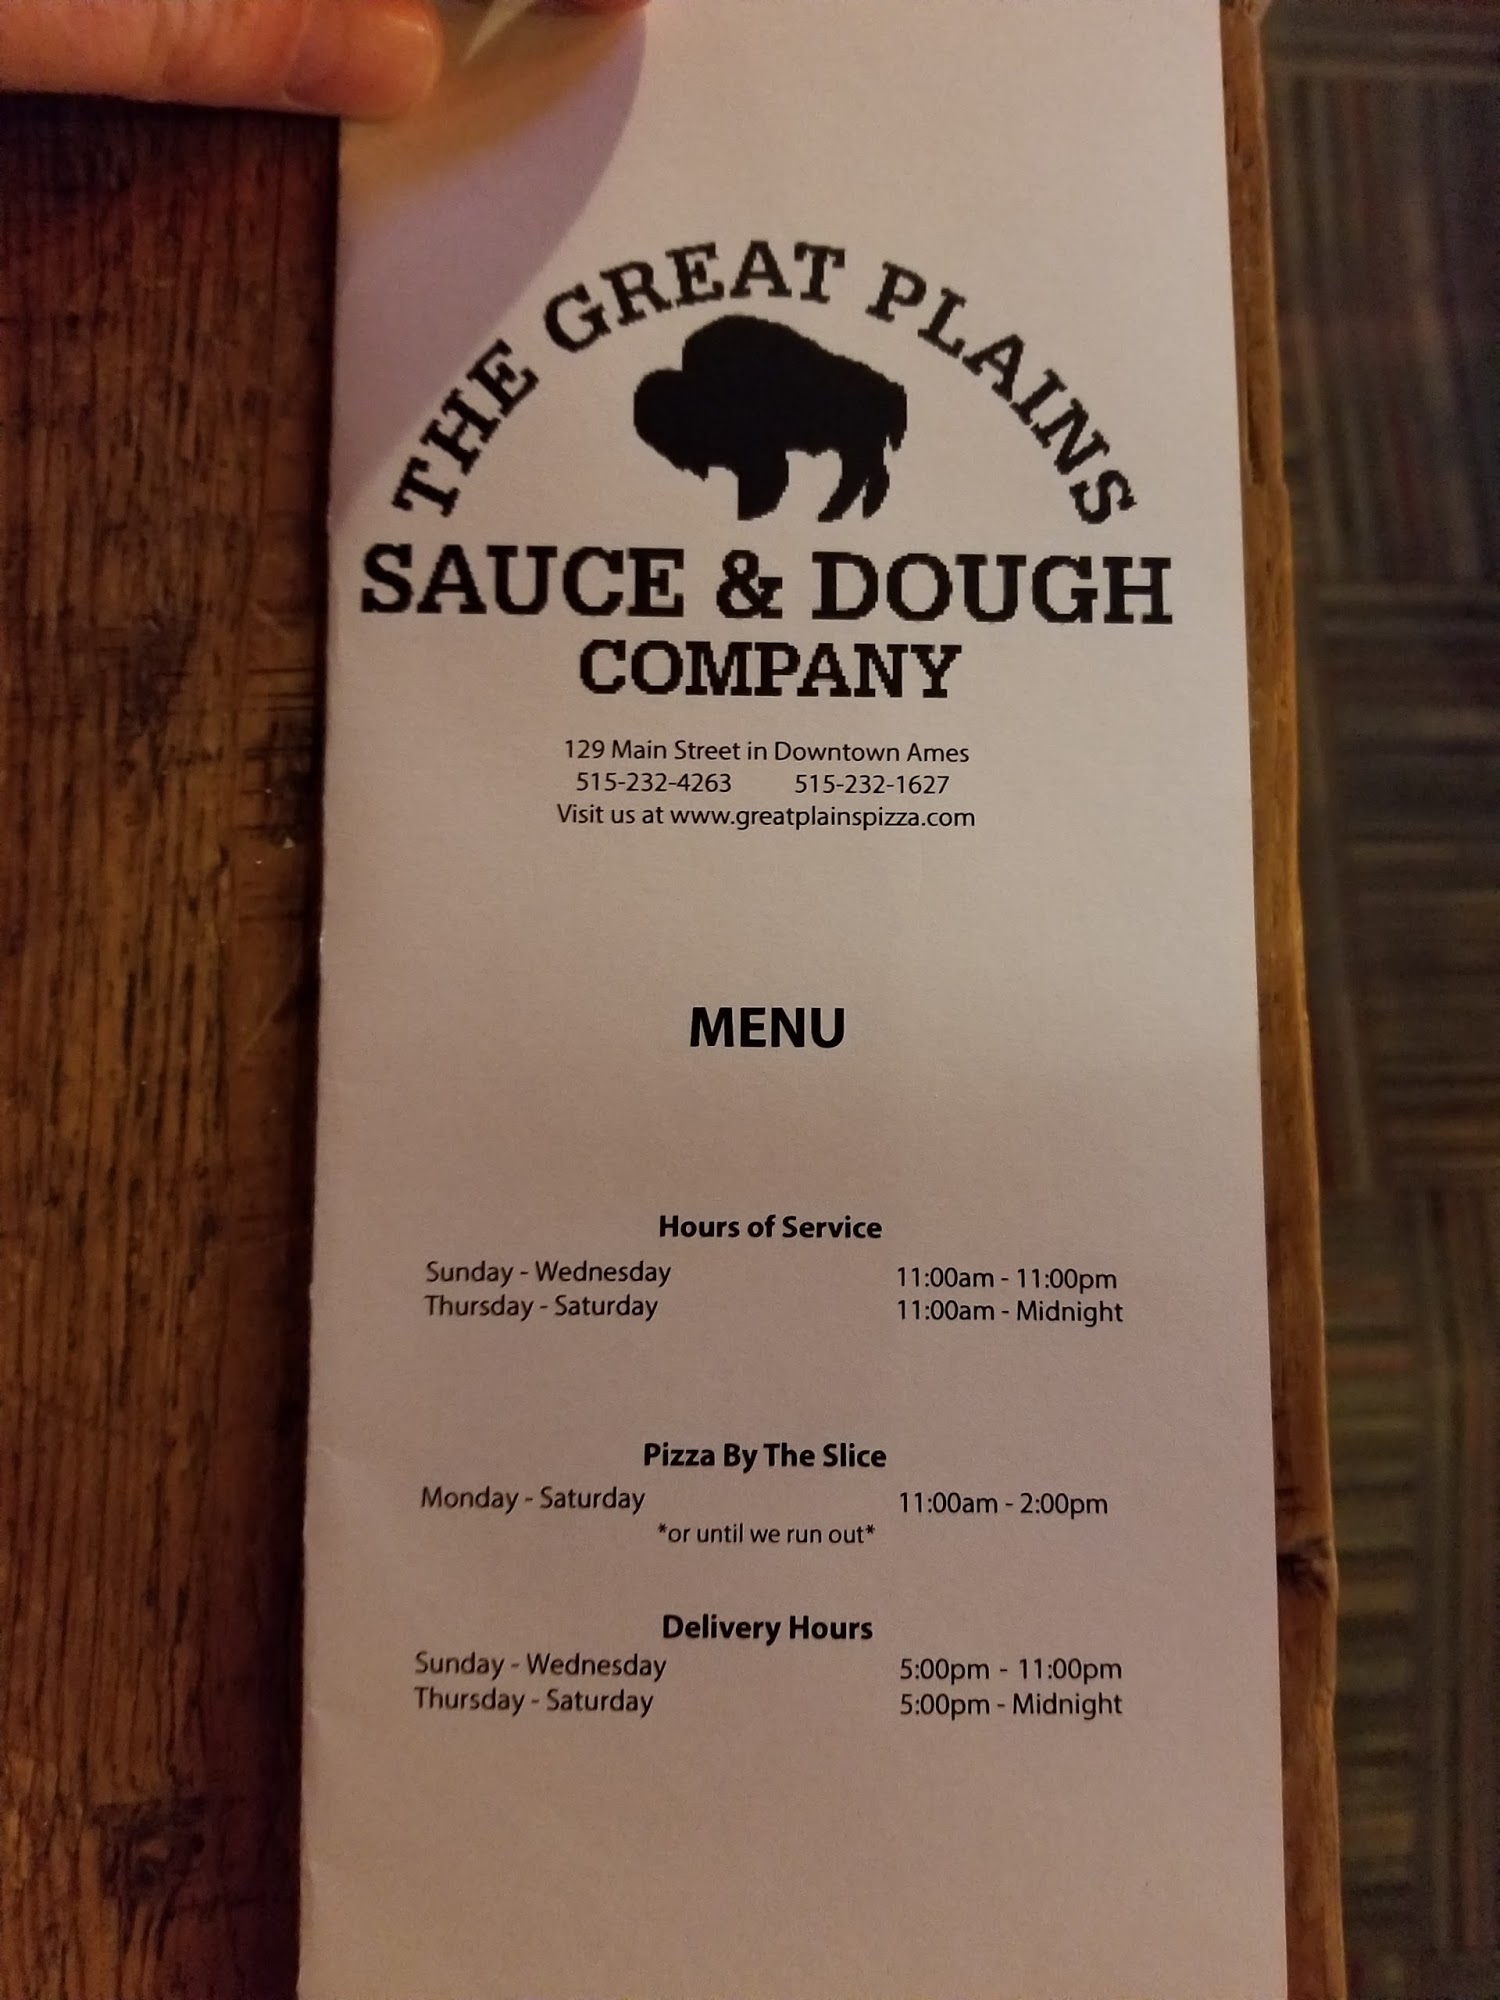 THE GREAT PLAINS
SAUCE & DOUGH
COMPANY
129 Main Street in Downtown Ames
515-232-4263 515-232-1627
Visit us at www.greatplainspizza.com
MENU
Hours of Service
Sunday - Wednesday 11:00am - 11:00pm
Thursday - Saturday 11:00am - Midnight
Pizza By The Slice
Monday - Saturday 11:00am - 2:00pm
*or until we run out*
Delivery Hours
Sunday - Wednesday 5:00pm - 11:00pm
Thursday - Saturday 5:00pm - Midnight